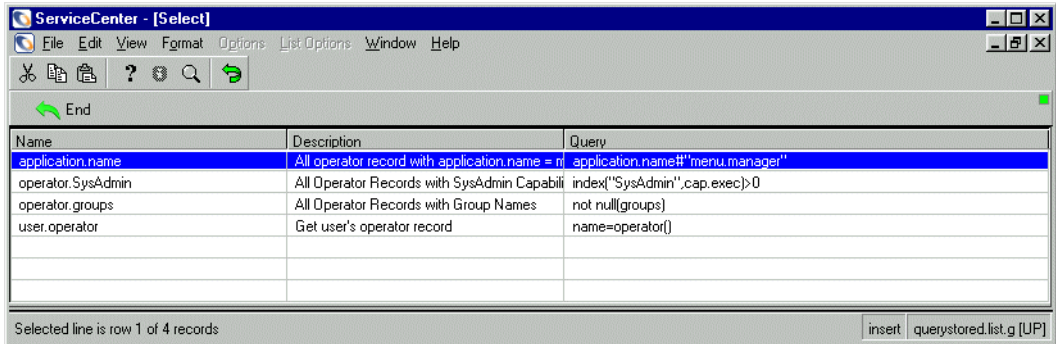 ServiceCenter - [Select]
File Edit View Format Options List Options Window Help
End
Name Description Query
application.name All operator record with application.name = m application.name#"menu.manager"
operator.SysAdmin All Operator Records with SysAdmin Capabili index("SysAdmin",cap.exec)>0
operator.groups All Operator Records with Group Names not null(groups)
user.operator Get user's operator record name=operator()
Selected line is row 1 of 4 records insert querystored.list.g [UP]